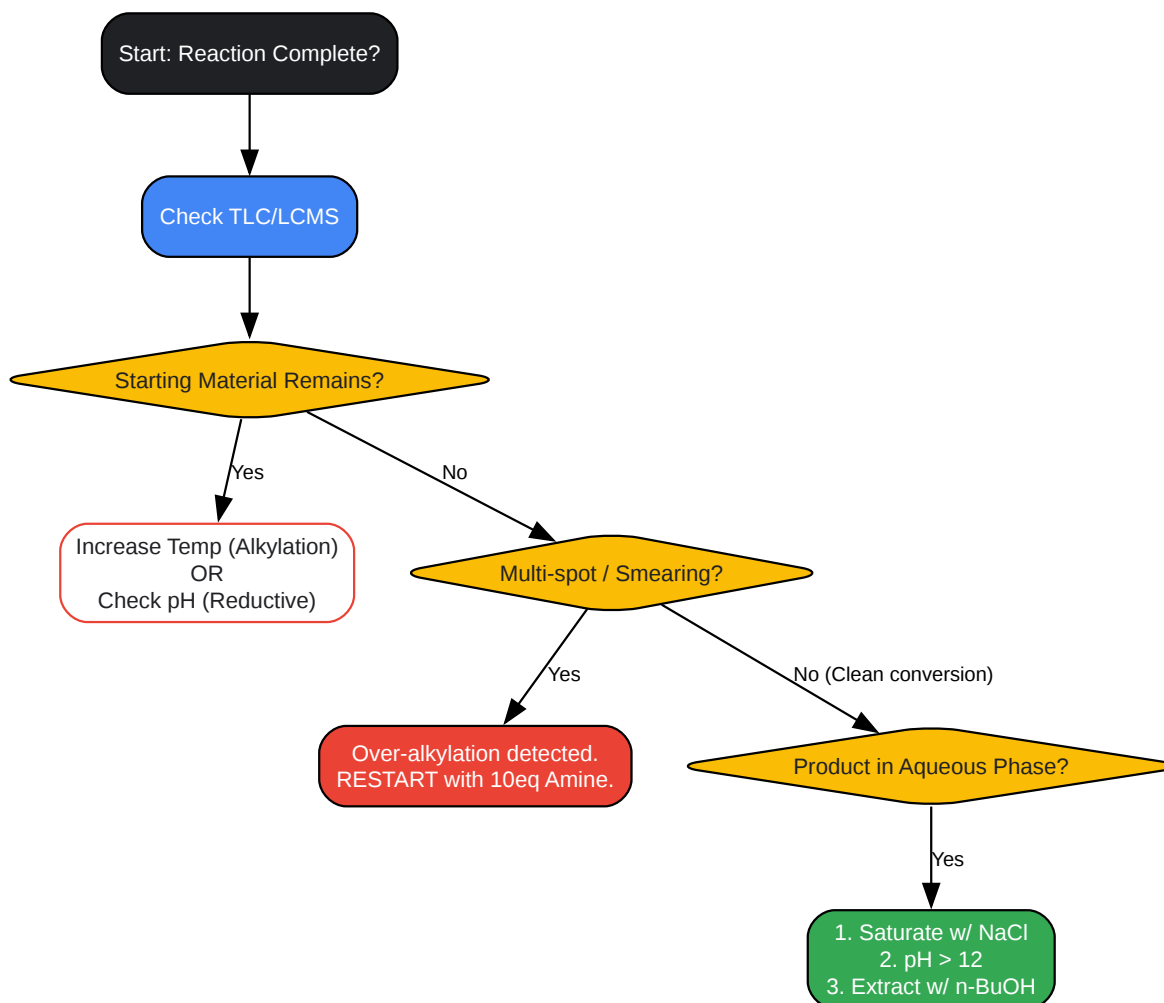 Start: Reaction Complete?
Check TLC/LCMS
Starting Material Remains?
Yes
No
Increase Temp (Alkylation)
OR
Check pH (Reductive)
Multi-spot / Smearing?
Yes
No (Clean conversion)
Over-alkylation detected.
RESTART with 10eq Amine.
Product in Aqueous Phase?
Yes
1. Saturate w/ NaCl
2. pH > 12
3. Extract w/ n-BuOH